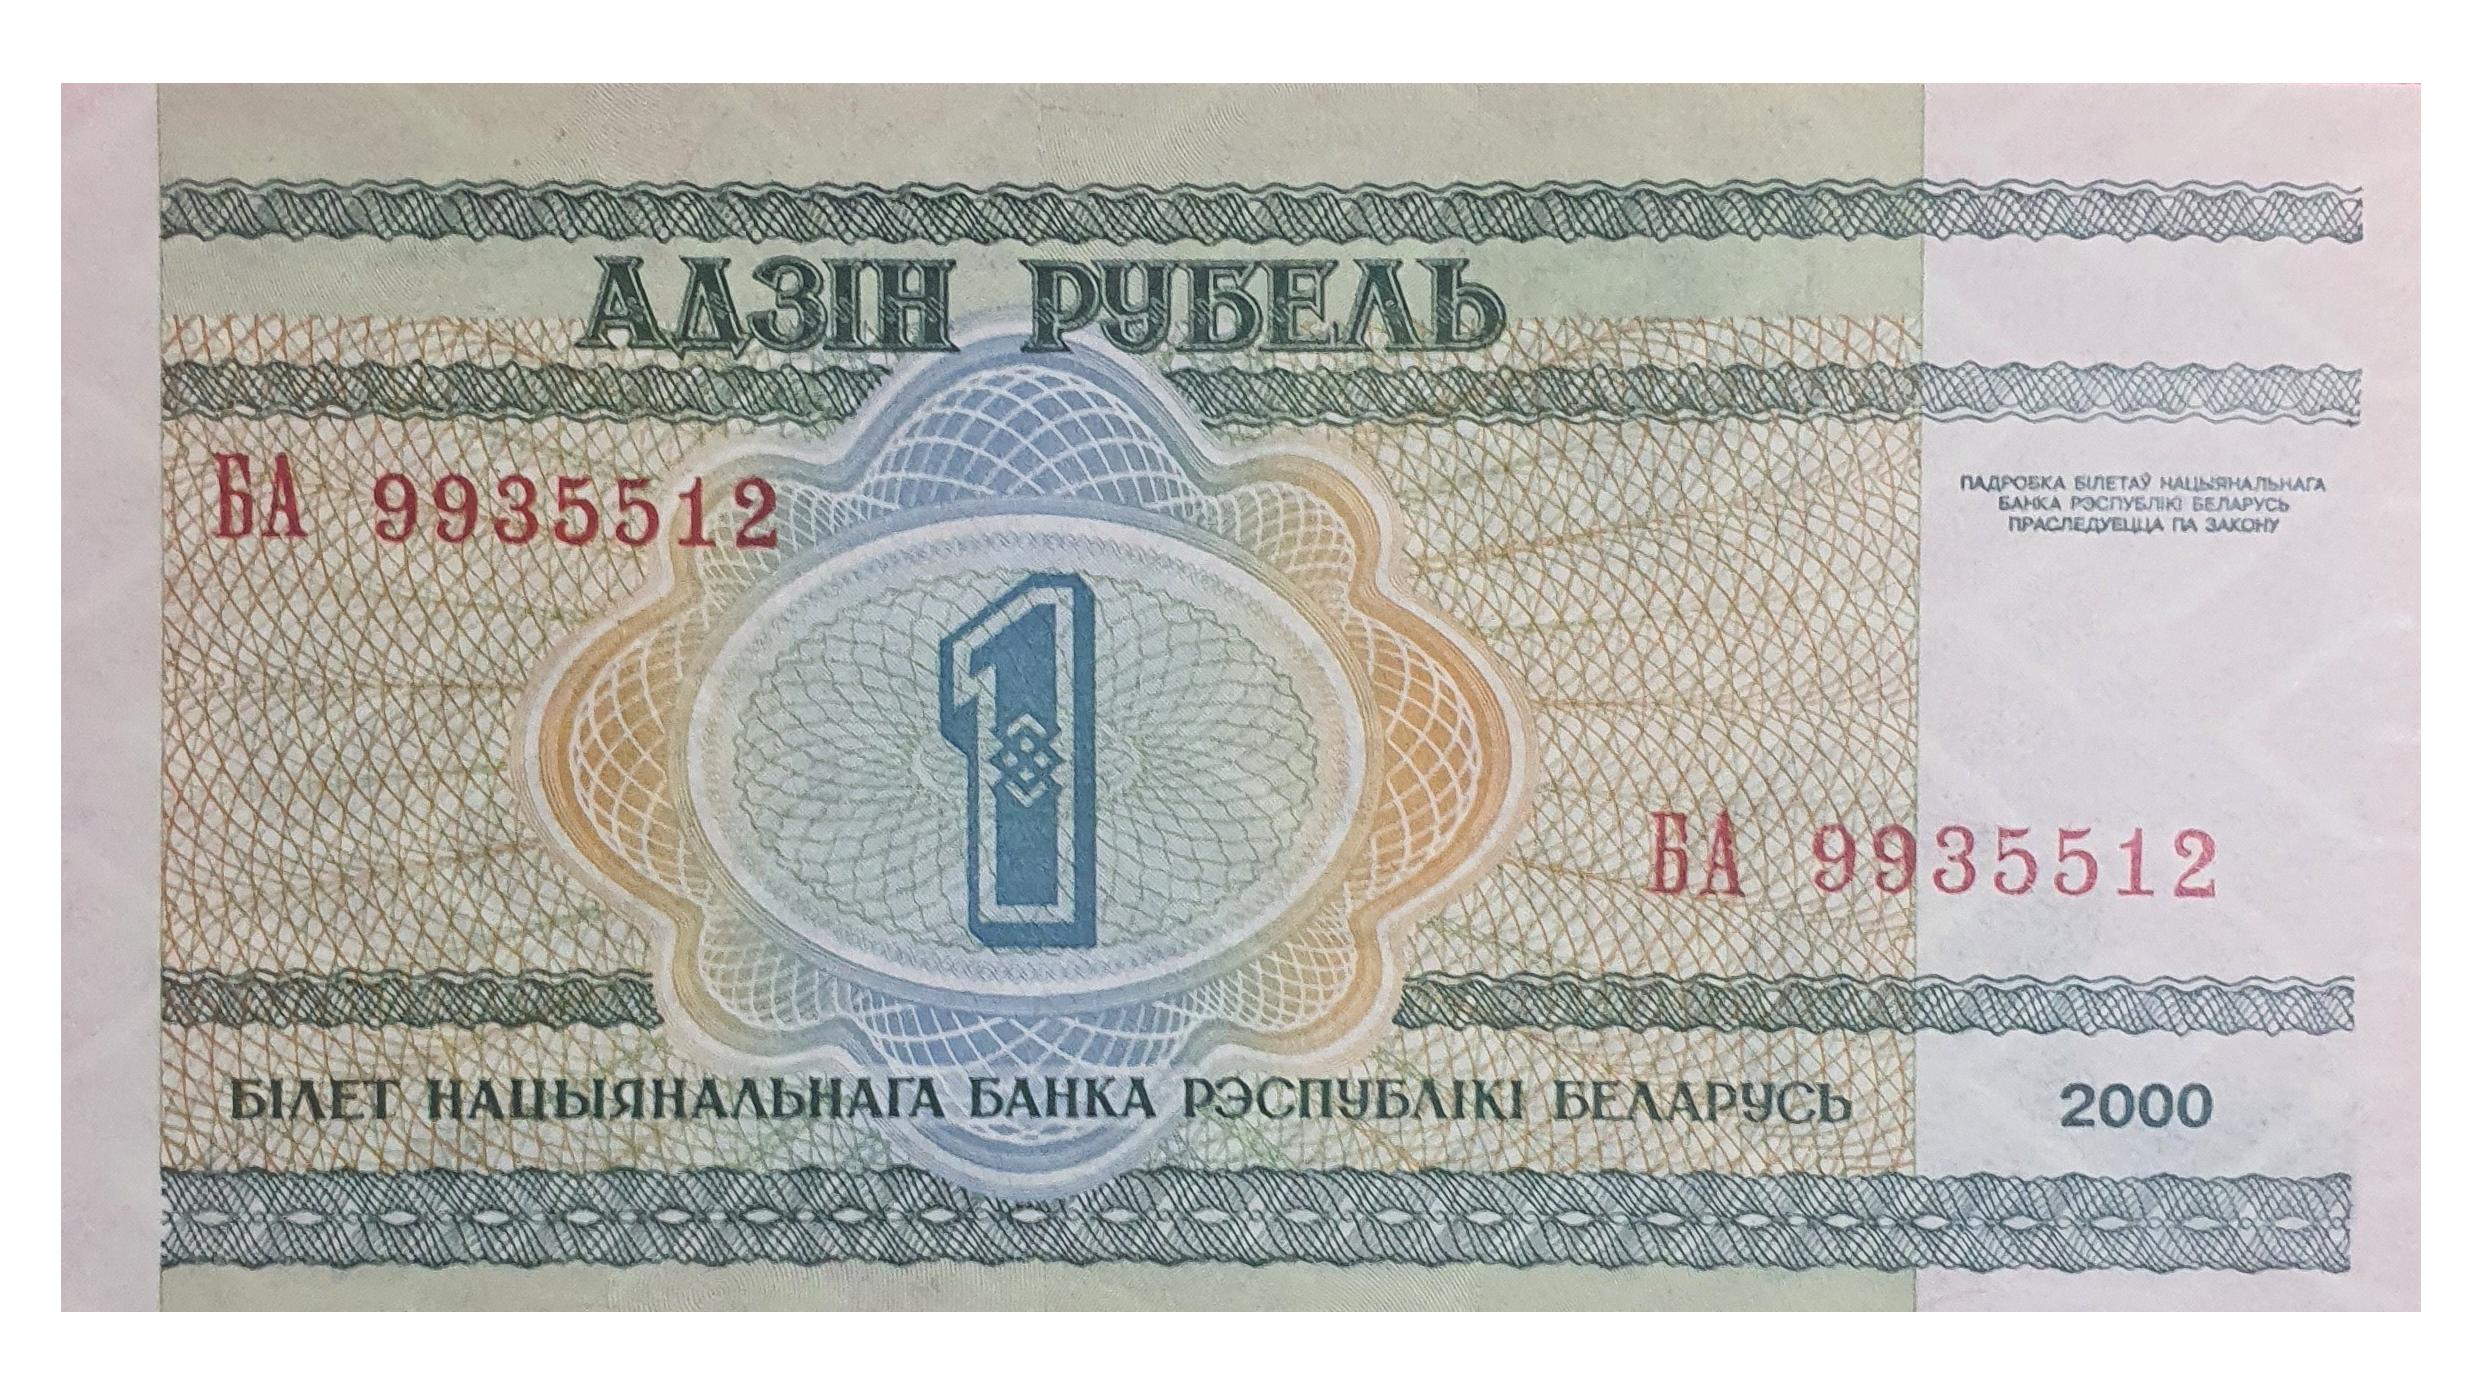 АДЗІН РУБЕЛЬ
БА 9935512
ПАДРОБКА БІЛЕТАЎ НАЦЫЯНАЛЬНАГА
БАНКА РЭСПУБЛІКІ БЕЛАРУСЬ
ПРАСЛЕДУЕЦЦА ПА ЗАКОНУ
1
БА 9935512
БІЛЕТ НАЦЫЯНАЛЬНАГА БАНКА РЭСПУБЛІКІ БЕЛАРУСЬ
2000